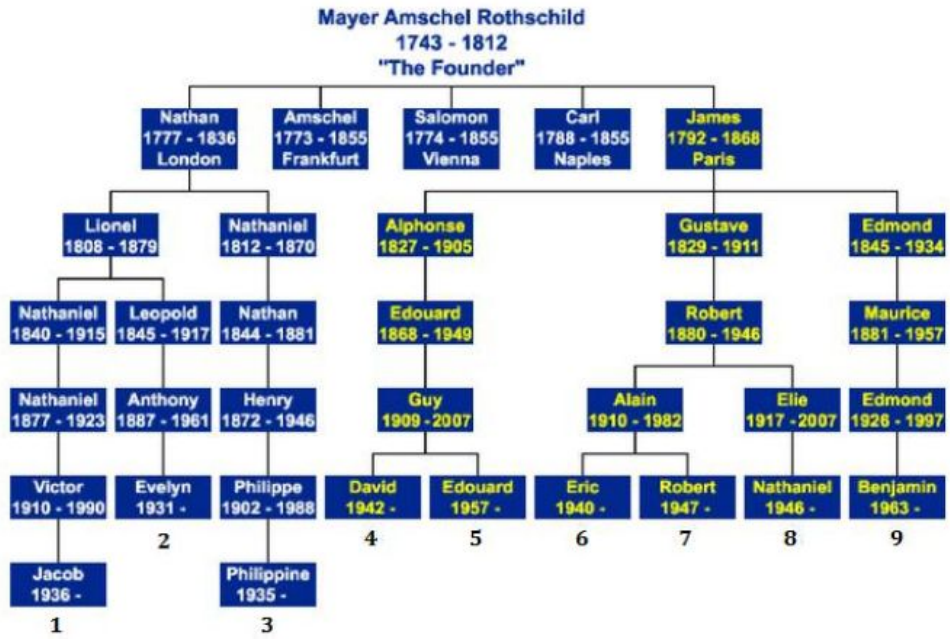 Mayer Amschel Rothschild
1743 - 1812
"The Founder"
Nathan
1777 - 1836
London
Amschel
1773 - 1855
Frankfurt
Salomon
1774 - 1855
Vienna
Carl
1788 - 1855
Naples
James
1792 - 1868
Paris
Lionel
1808 - 1879
Nathaniel
1812 - 1870
Alphonse
1827 - 1905
Gustave
1829 - 1911
Edmond
1845 - 1934
Nathaniel
1840 - 1915
Leopold
1845 - 1917
Nathan
1844 - 1881
Edouard
1868 - 1949
Robert
1880 - 1946
Maurice
1881 - 1957
Nathaniel
1877 - 1923
Anthony
1887 - 1961
Henry
1872 - 1946
Guy
1909 -2007
Alain
1910 - 1982
Elie
1917 -2007
Edmond
1926 - 1997
Victor
1910 - 1990
Evelyn
1931 -
Philippe
1902 - 1988
David
1942 -
Edouard
1957 -
Eric
1940 -
Robert
1947 -
Nathaniel
1946 -
Benjamin
1963 -
2
4
5
6
7
8
9
Jacob
1936 -
Philippine
1935 -
1
3